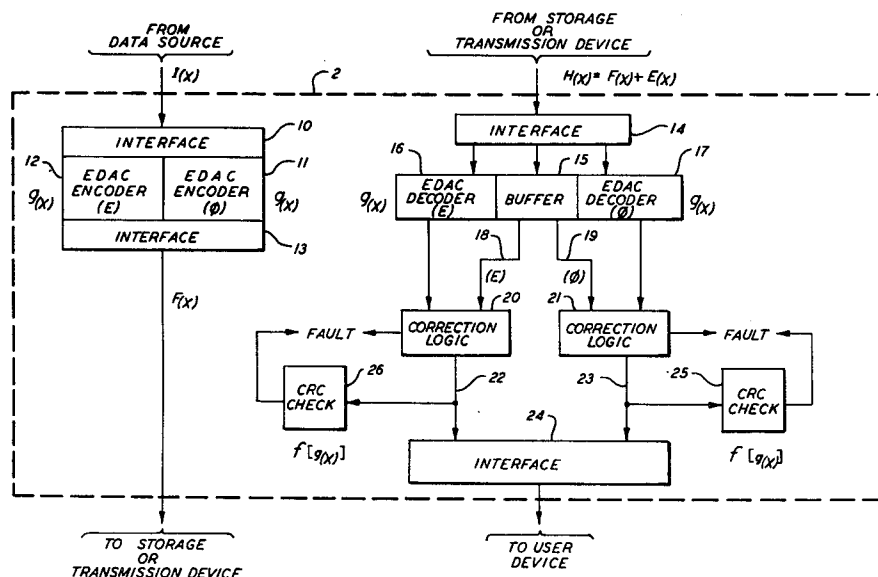 FROM
DATA SOURCE
I(X)
2
10
INTERFACE
12
11
g(X)
EDAC
ENCODER
(E)
EDAC
ENCODER
(Ø)
g(X)
INTERFACE
13
F(X)
TO STORAGE
OR
TRANSMISSION DEVICE
FROM STORAGE
OR
TRANSMISSION DEVICE
H(X)= F(X)+ E(X)
INTERFACE
14
16
15
17
g(X)
EDAC
DECODER
(E)
BUFFER
EDAC
DECODER
(Ø)
g(X)
18
19
(E)
(Ø)
20
21
FAULT
CORRECTION
LOGIC
CORRECTION
LOGIC
FAULT
26
22
23
25
CRC
CHECK
CRC
CHECK
f[g(X)]
24
f[g(X)]
INTERFACE
TO USER
DEVICE